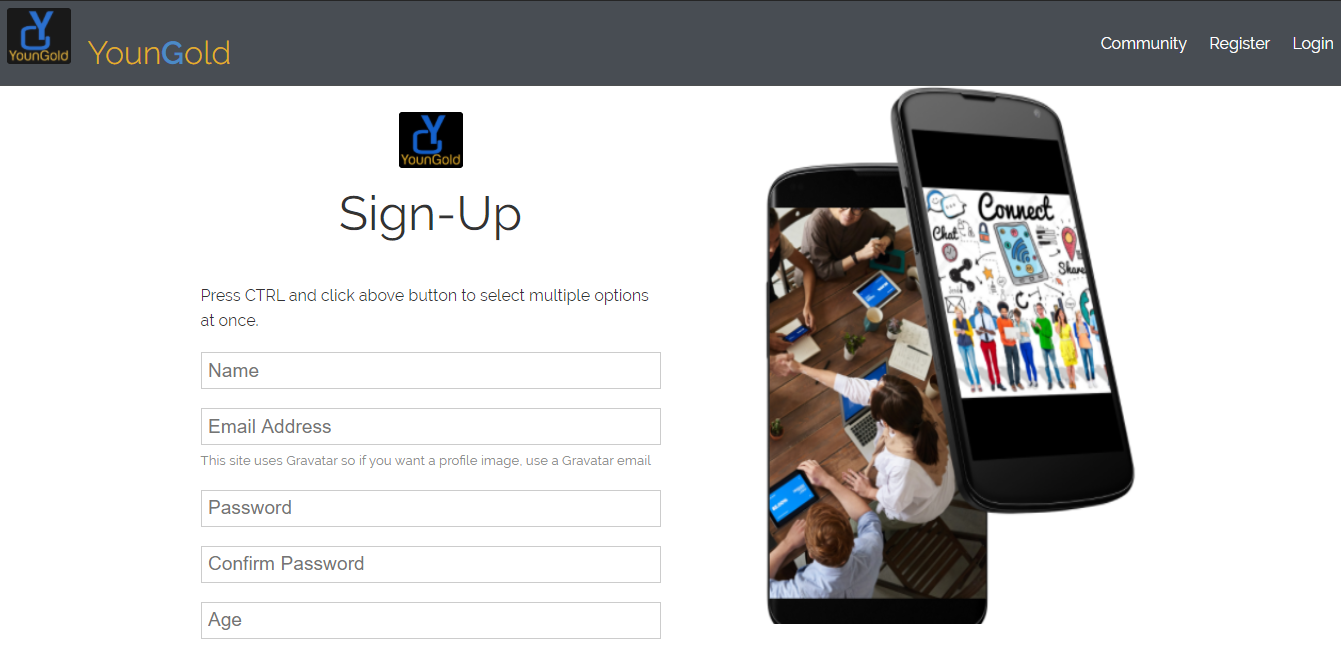 YounGold
YounGold
Community
Register
Login
YounGold
Sign-Up
Press CTRL and click above button to select multiple options
at once.
Name
Email Address
This site uses Gravatar so if you want a profile image, use a Gravatar email
Password
Confirm Password
Age
Connect
Chat
Share